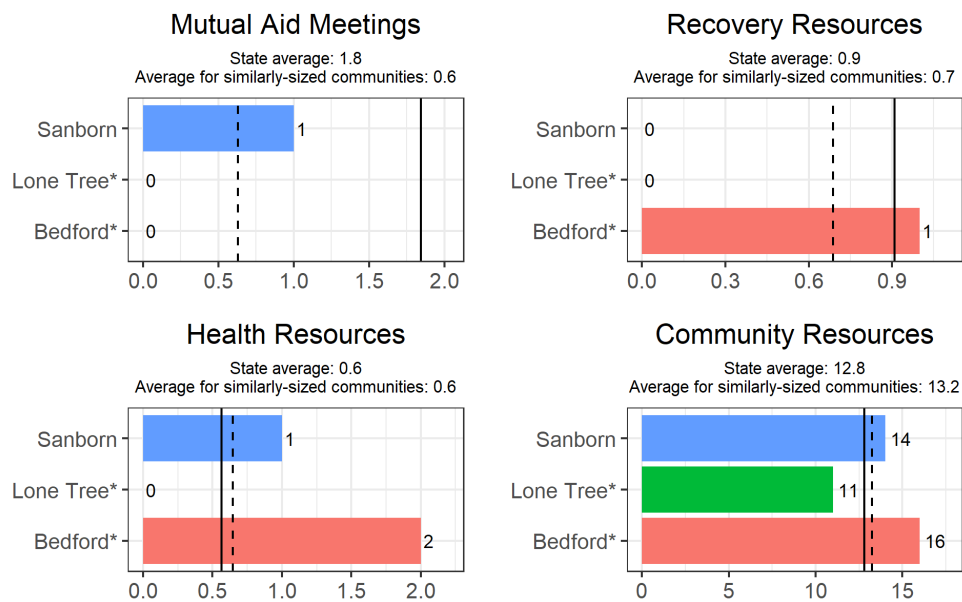 Mutual Aid Meetings
State average: 1.8
Average for similarly-sized communities: 0.6
Sanborn
1
Lone Tree*
0
Bedford*
0
0.0 0.5 1.0 1.5 2.0
Recovery Resources
State average: 0.9
Average for similarly-sized communities: 0.7
Sanborn
0
Lone Tree*
0
Bedford*
1
0.0 0.3 0.6 0.9
Health Resources
State average: 0.6
Average for similarly-sized communities: 0.6
Sanborn
1
Lone Tree*
0
Bedford*
2
0.0 0.5 1.0 1.5 2.0
Community Resources
State average: 12.8
Average for similarly-sized communities: 13.2
Sanborn
14
Lone Tree*
11
Bedford*
16
0 5 10 15